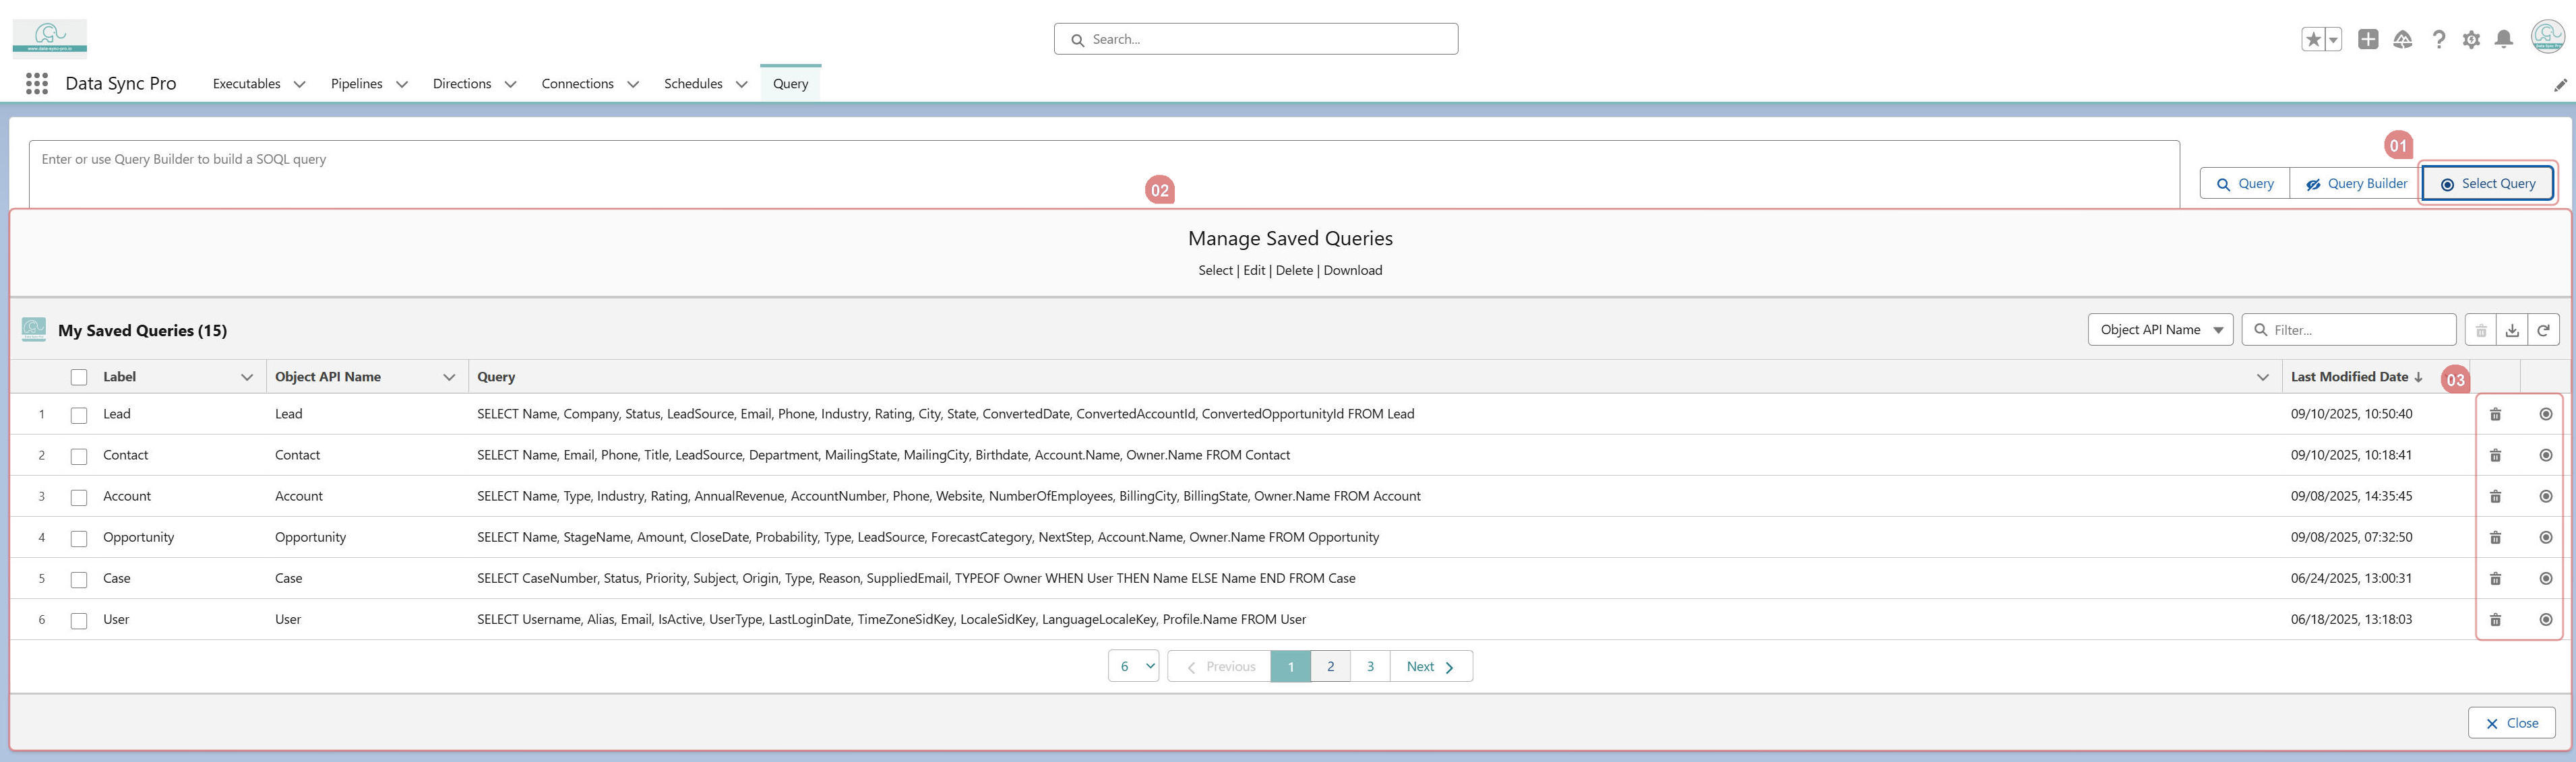 Search...
www.data-sync-pro.io
Data Sync Pro
Data Sync Pro Executables Pipelines Directions Connections Schedules Query
01
Enter or use Query Builder to build a SOQL query
Query Query Builder Select Query
02
Manage Saved Queries
Select | Edit | Delete | Download
My Saved Queries (15) Object API Name Filter...
Label Object API Name Query Last Modified Date 03
1 Lead Lead SELECT Name, Company, Status, LeadSource, Email, Phone, Industry, Rating, City, State, ConvertedDate, ConvertedAccountId, ConvertedOpportunityId FROM Lead 09/10/2025, 10:50:40
2 Contact Contact SELECT Name, Email, Phone, Title, LeadSource, Department, MailingState, MailingCity, Birthdate, Account.Name, Owner.Name FROM Contact 09/10/2025, 10:18:41
3 Account Account SELECT Name, Type, Industry, Rating, AnnualRevenue, AccountNumber, Phone, Website, NumberOfEmployees, BillingCity, BillingState, Owner.Name FROM Account 09/08/2025, 14:35:45
4 Opportunity Opportunity SELECT Name, StageName, Amount, CloseDate, Probability, Type, LeadSource, ForecastCategory, NextStep, Account.Name, Owner.Name FROM Opportunity 09/08/2025, 07:32:50
5 Case Case SELECT CaseNumber, Status, Priority, Subject, Origin, Type, Reason, SuppliedEmail, TYPEOF Owner WHEN User THEN Name ELSE Name END FROM Case 06/24/2025, 13:00:31
6 User User SELECT Username, Alias, Email, IsActive, UserType, LastLoginDate, TimeZoneSidKey, LocaleSidKey, LanguageLocaleKey, Profile.Name FROM User 06/18/2025, 13:18:03
6 Previous 1 2 3 Next
Close